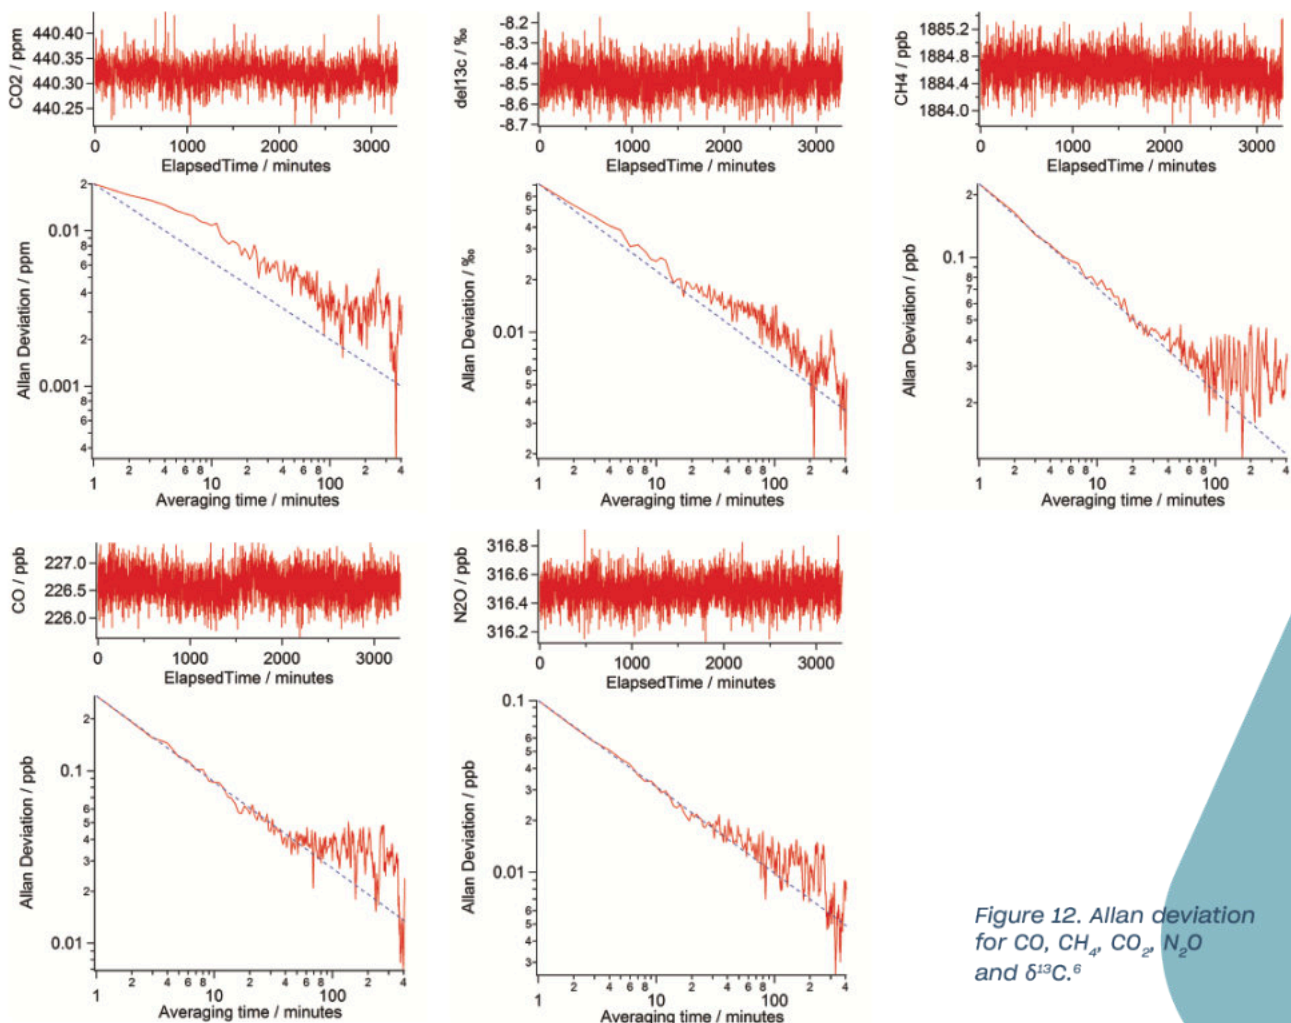 CO2 / ppm
440.40
440.35
440.30
440.25
0 1000 2000 3000
ElapsedTime / minutes
Allan Deviation / ppm
2
0.01
8
6
4
2
0.001
8
6
4
1 2 4 6 8 10 2 4 6 8 100 2 4
Averaging time / minutes
del13c / ‰
-8.2
-8.3
-8.4
-8.5
-8.6
-8.7
0 1000 2000 3000
ElapsedTime / minutes
Allan Deviation / ‰
6
5
4
3
2
0.01
8
6
5
4
3
2
1 2 4 6 8 10 2 4 6 8 100 2 4
Averaging time / minutes
CH4 / ppb
1885.2
1884.8
1884.4
1884.0
0 1000 2000 3000
ElapsedTime / minutes
Allan Deviation / ppb
2
0.1
8
7
6
5
4
3
2
1 2 4 6 8 10 2 4 6 8 100 2 4
Averaging time / minutes
CO / ppb
227.0
226.5
226.0
0 1000 2000 3000
ElapsedTime / minutes
Allan Deviation / ppb
2
0.1
8
6
5
4
3
2
0.01
1 2 4 6 8 10 2 4 6 8 100 2 4
Averaging time / minutes
N2O / ppb
316.8
316.6
316.4
316.2
0 1000 2000 3000
ElapsedTime / minutes
Allan Deviation / ppb
0.1
8
6
5
4
3
2
0.01
8
6
5
4
3
1 2 4 6 8 10 2 4 6 8 100 2 4
Averaging time / minutes
Figure 12. Allan deviation
for CO, CH₄, CO₂, N₂O
and δ¹³C.⁶